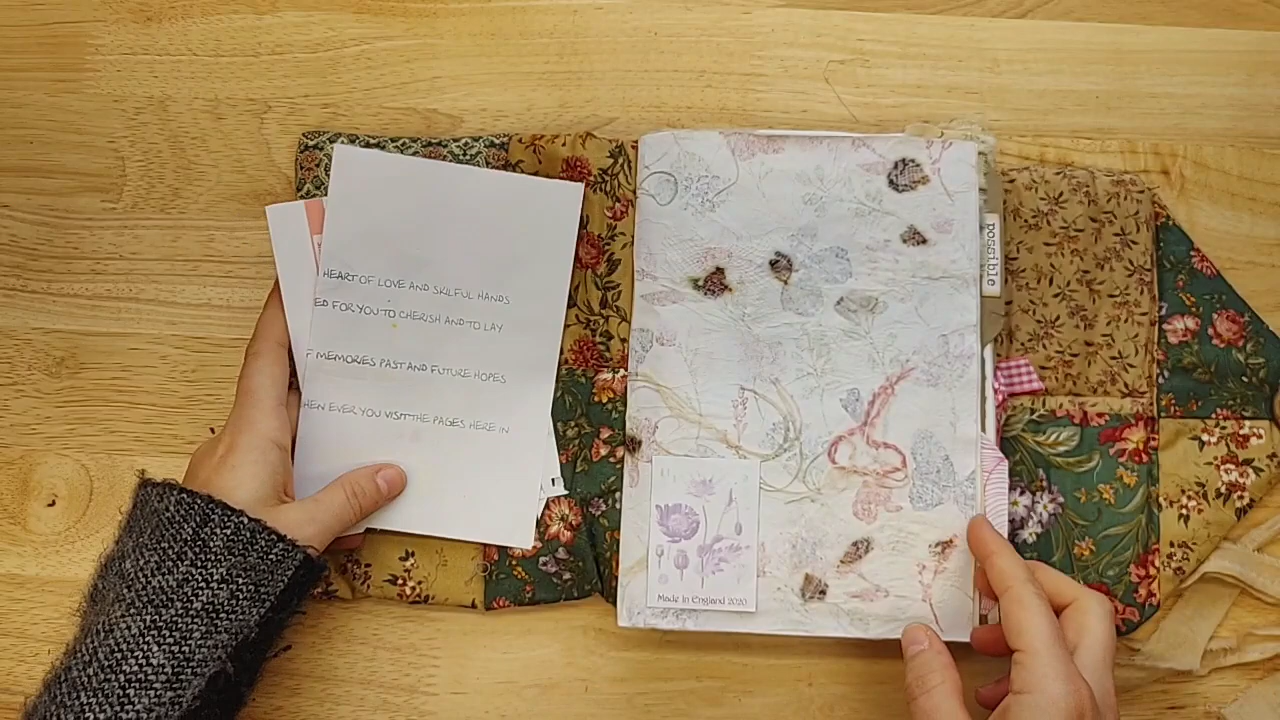 HEART OF LOVE AND SKILFUL HANDS
ED FOR YOU TO CHERISH AND TO LAY
F MEMORIES PAST AND FUTURE HOPES
HEN EVER YOU VISIT THE PAGES HERE IN
possible
Made in England 2020